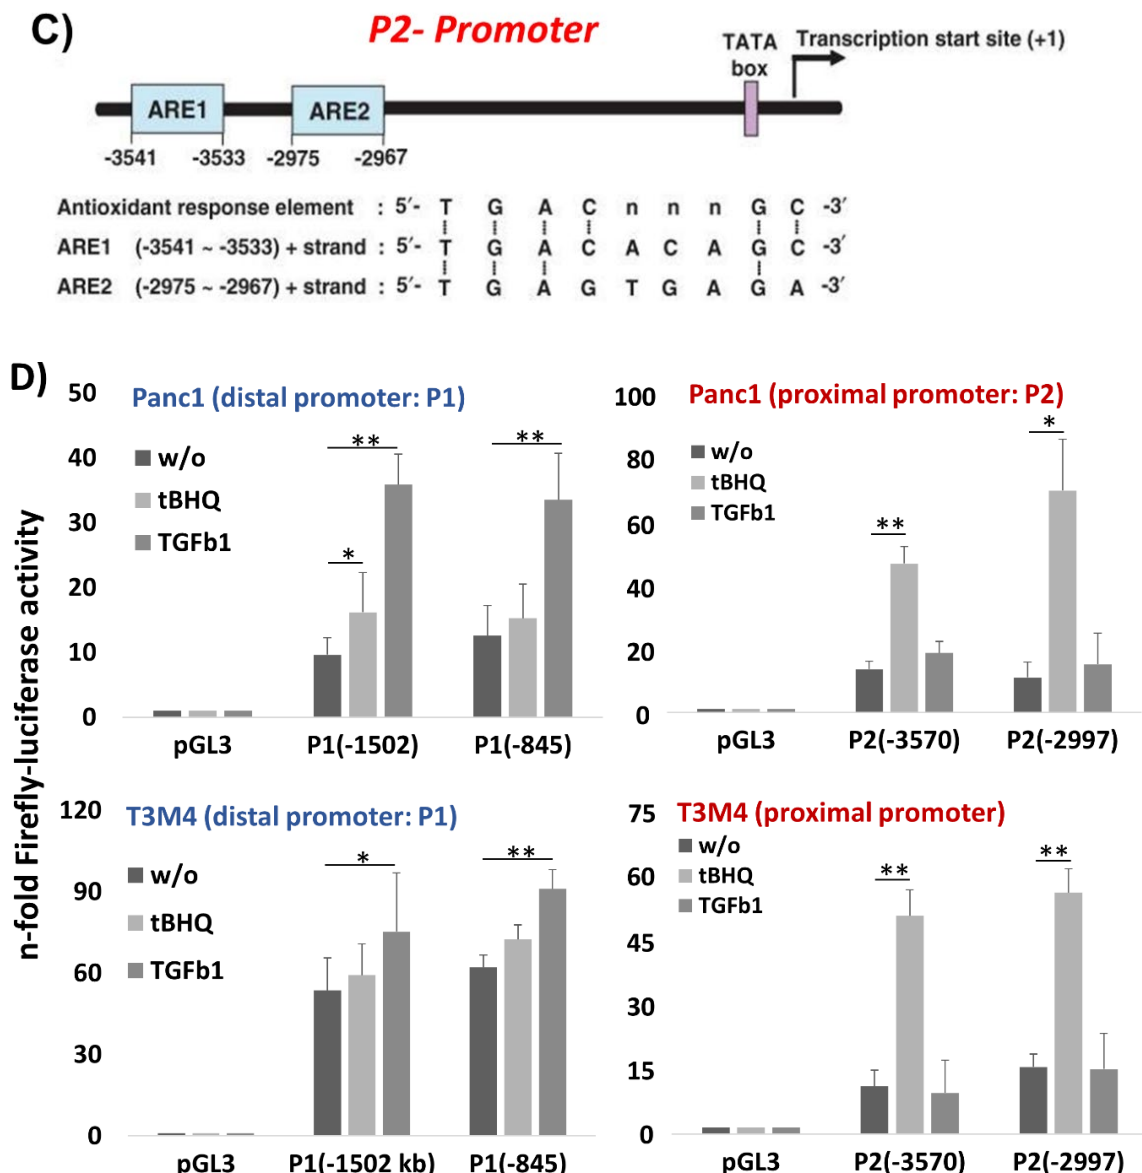 C)
P2- Promoter
TATA
box
Transcription start site (+1)
ARE1
ARE2
-3541 -3533 -2975 -2967
Antioxidant response element : 5′- T G A C n n n G C -3′
ARE1 (-3541 ~ -3533) + strand : 5′- T G A C A C A G C -3′
ARE2 (-2975 ~ -2967) + strand : 5′- T G A G T G A G A -3′
D)
n-fold Firefly-luciferase activity
Panc1 (distal promoter: P1)
50
40
30
20
10
0
w/o
tBHQ
TGFb1
*
**
**
pGL3 P1(-1502) P1(-845)
Panc1 (proximal promoter: P2)
100
80
60
40
20
0
w/o
tBHQ
TGFb1
**
*
pGL3 P2(-3570) P2(-2997)
T3M4 (distal promoter: P1)
120
90
60
30
0
w/o
tBHQ
TGFb1
*
**
pGL3 P1(-1502 kb) P1(-845)
T3M4 (proximal promoter)
75
60
45
30
15
0
w/o
tBHQ
TGFb1
**
**
pGL3 P2(-3570) P2(-2997)